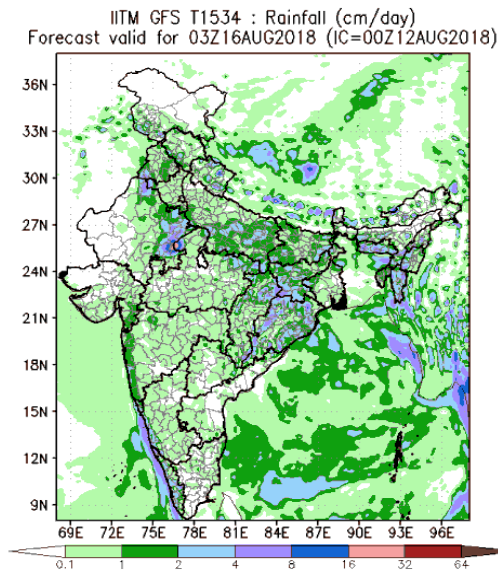 IITM GFS T1534 : Rainfall (cm/day)
Forecast valid for 03Z16AUG2018 (IC=00Z12AUG2018)
36N
33N
30N
27N
24N
21N
18N
15N
12N
9N
69E 72E 75E 78E 81E 84E 87E 90E 93E 96E
0.1 1 2 4 8 16 32 64